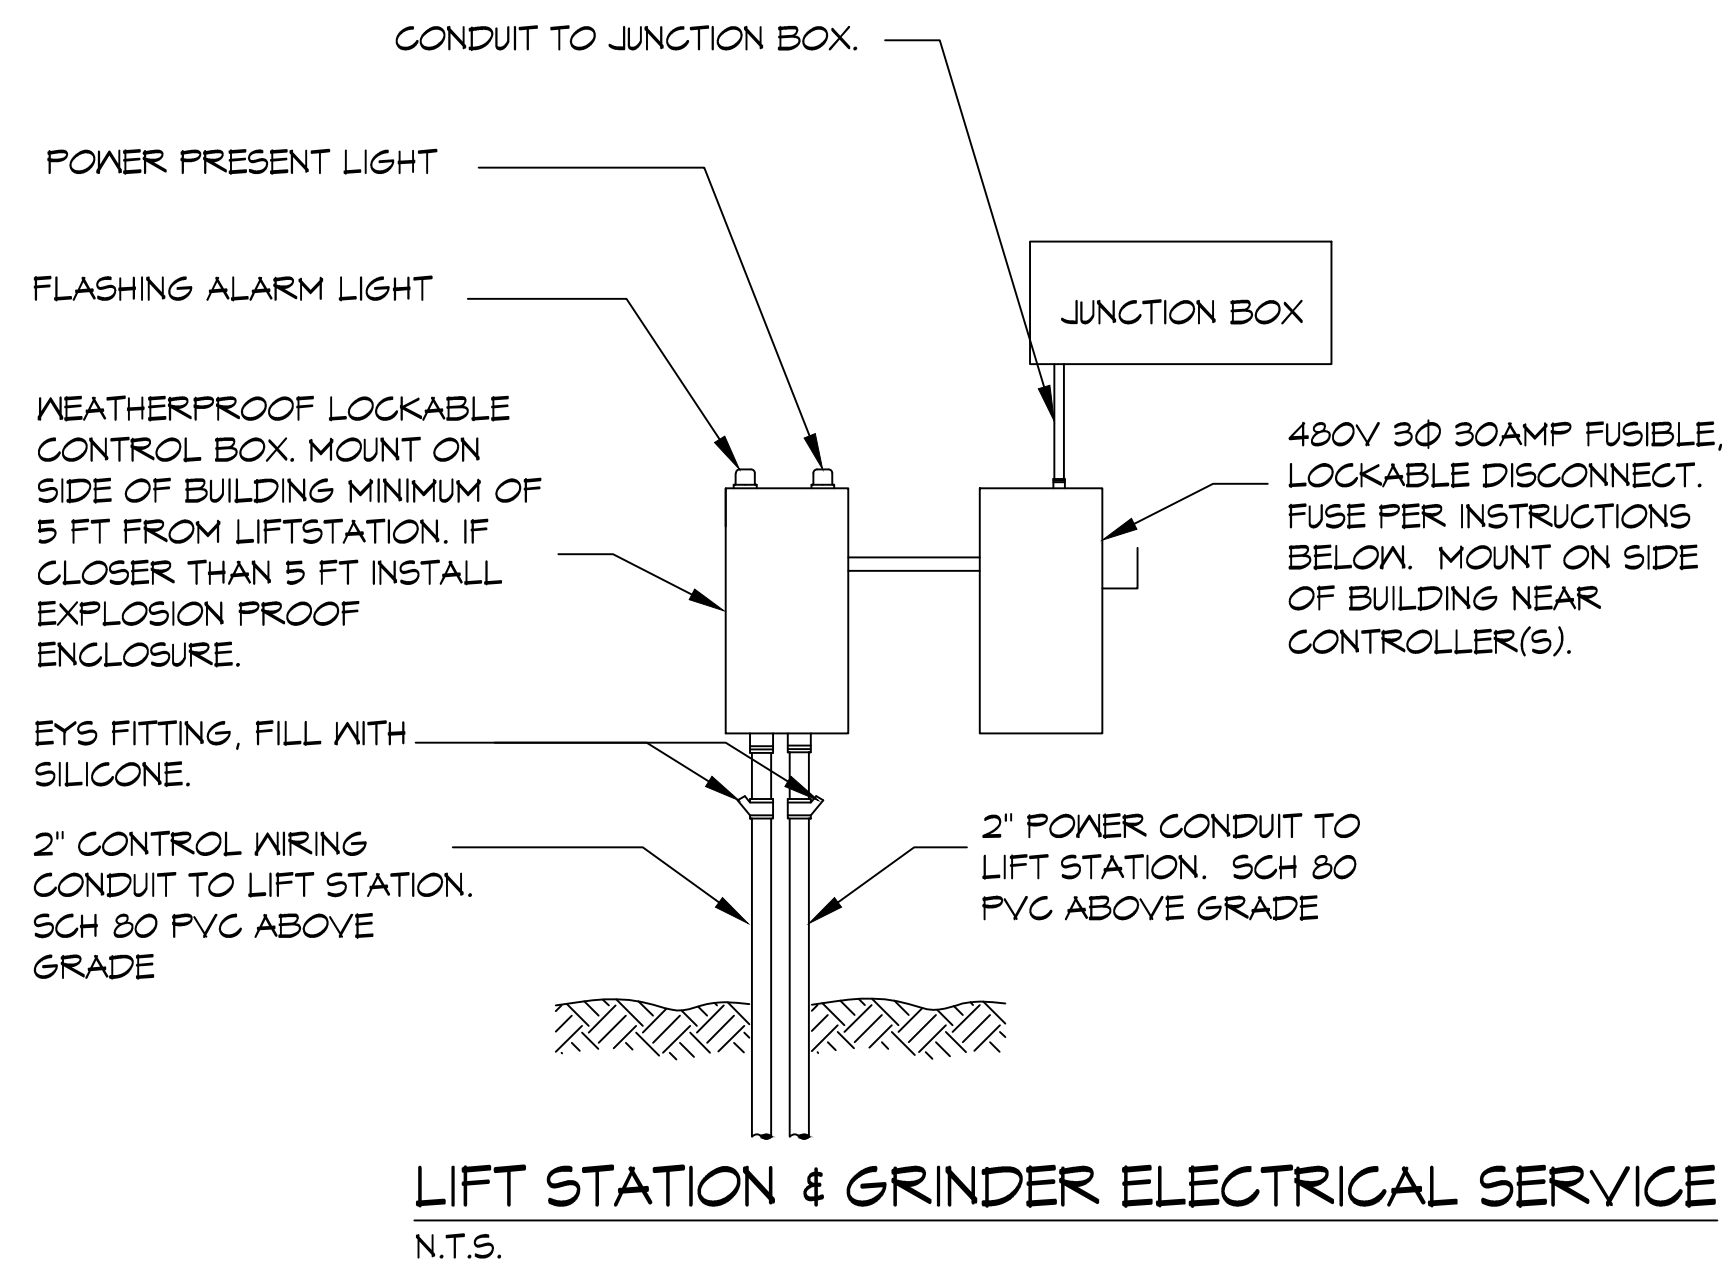 CONDUIT TO JUNCTION BOX.
POWER PRESENT LIGHT
FLASHING ALARM LIGHT
JUNCTION BOX
WEATHERPROOF LOCKABLE
CONTROL BOX. MOUNT ON
SIDE OF BUILDING MINIMUM OF
5 FT FROM LIFTSTATION. IF
CLOSER THAN 5 FT INSTALL
EXPLOSION PROOF
ENCLOSURE.
480V 3Φ 30AMP FUSIBLE,
LOCKABLE DISCONNECT.
FUSE PER INSTRUCTIONS
BELOW. MOUNT ON SIDE
OF BUILDING NEAR
CONTROLLER(S).
EYS FITTING, FILL WITH
SILICONE.
2" CONTROL WIRING
CONDUIT TO LIFT STATION.
SCH 80 PVC ABOVE
GRADE
2" POWER CONDUIT TO
LIFT STATION. SCH 80
PVC ABOVE GRADE
LIFT STATION & GRINDER ELECTRICAL SERVICE
N.T.S.